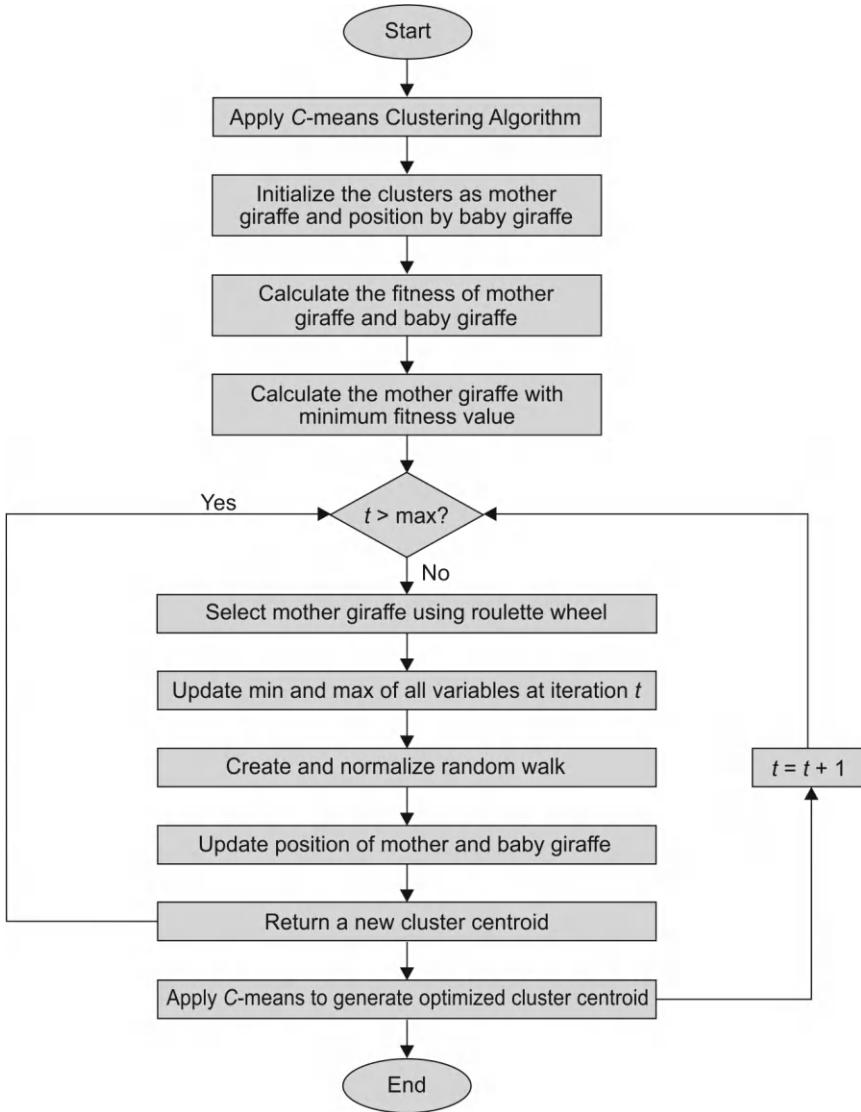 Start
Apply C-means Clustering Algorithm
Initialize the clusters as mother
giraffe and position by baby giraffe
Calculate the fitness of mother
giraffe and baby giraffe
Calculate the mother giraffe with
minimum fitness value
Yes
t > max?
No
Select mother giraffe using roulette wheel
Update min and max of all variables at iteration t
Create and normalize random walk
t = t + 1
Update position of mother and baby giraffe
Return a new cluster centroid
Apply C-means to generate optimized cluster centroid
End